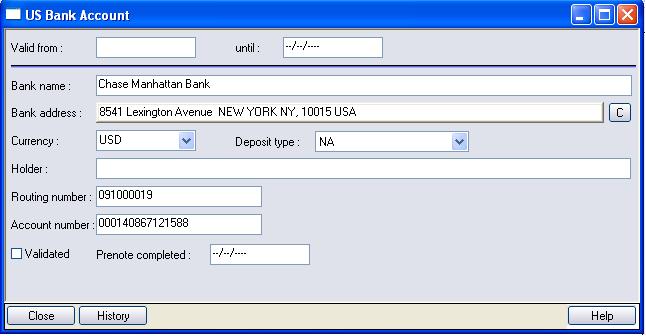 US Bank Account
Valid from : until : --/--/----
Bank name : Chase Manhattan Bank
Bank address : 8541 Lexington Avenue NEW YORK NY, 10015 USA C
Currency : USD Deposit type : NA
Holder :
Routing number : 091000019
Account number : 000140867121588
Validated Prenote completed : --/--/----
Close History Help